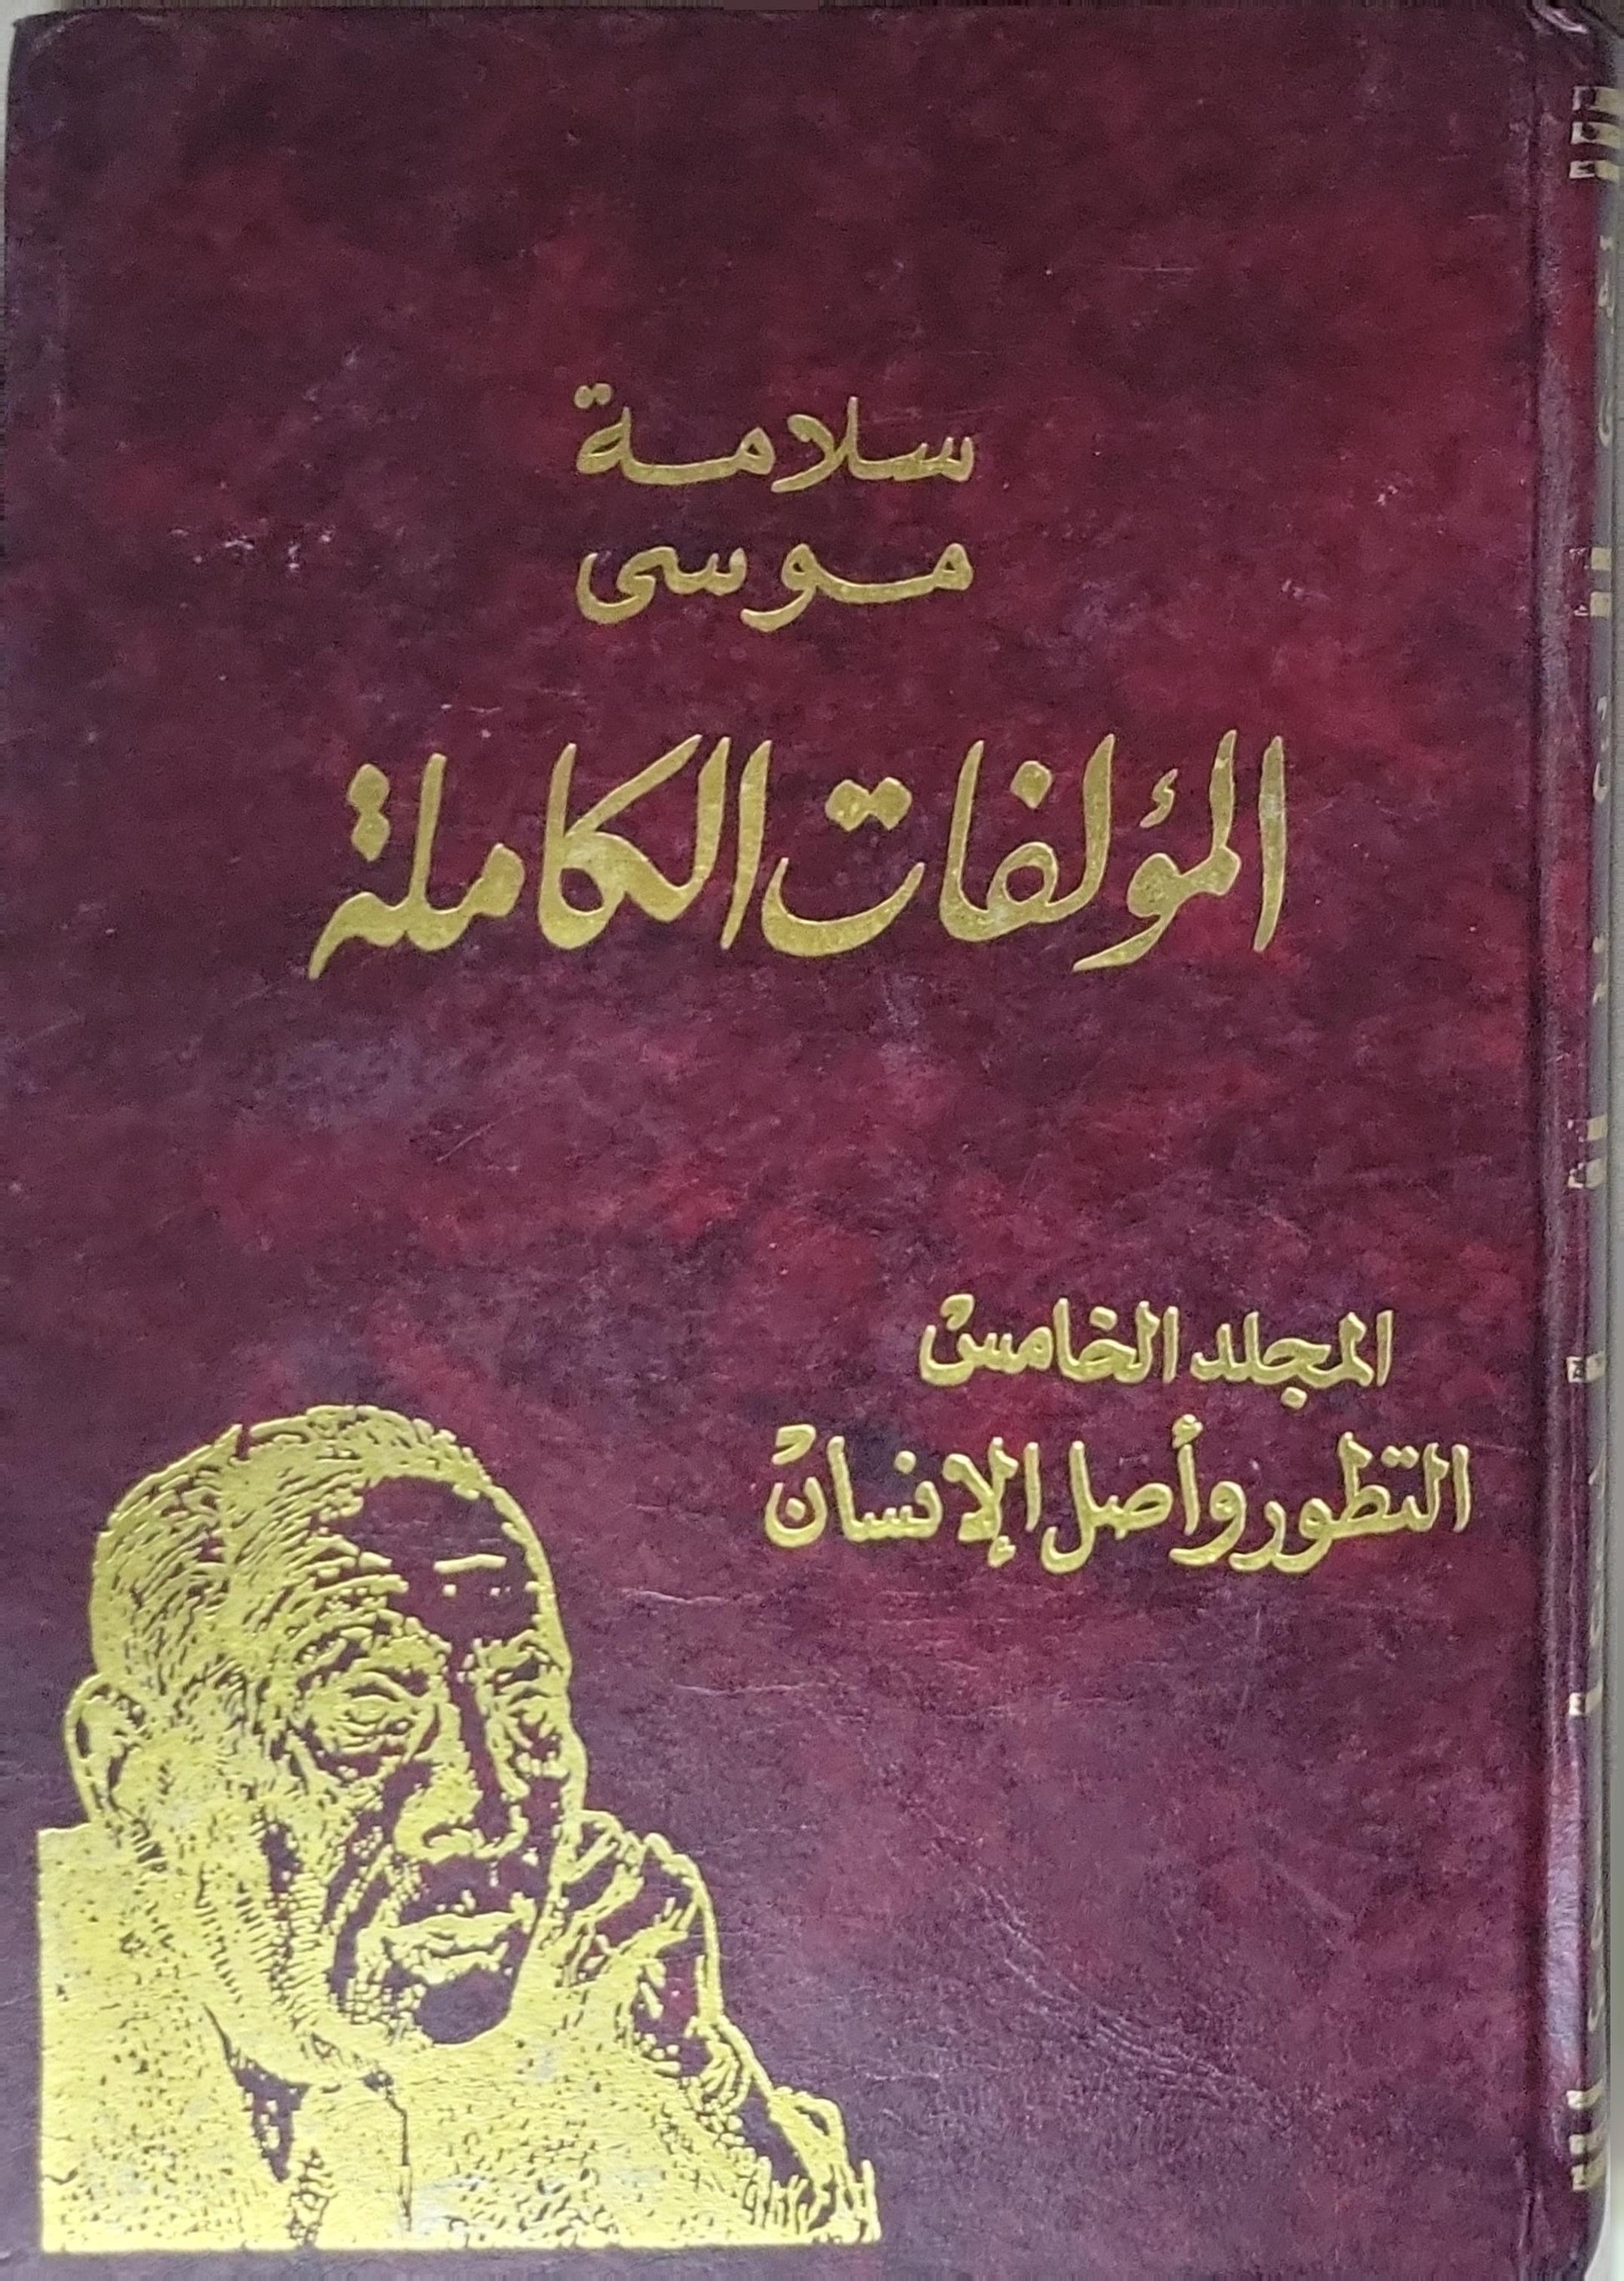 سلامة
موسى
المؤلفات الكاملة
المجلد الخامس
التطور وأصل الإنسان